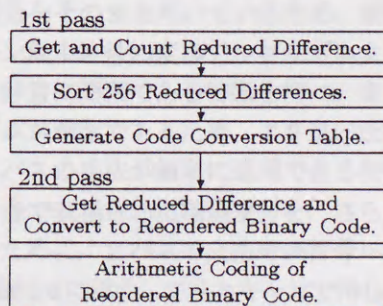 1st pass
Get and Count Reduced Difference.
Sort 256 Reduced Differences.
Generate Code Conversion Table.
2nd pass
Get Reduced Difference and
Convert to Reordered Binary Code.
Arithmetic Coding of
Reordered Binary Code.